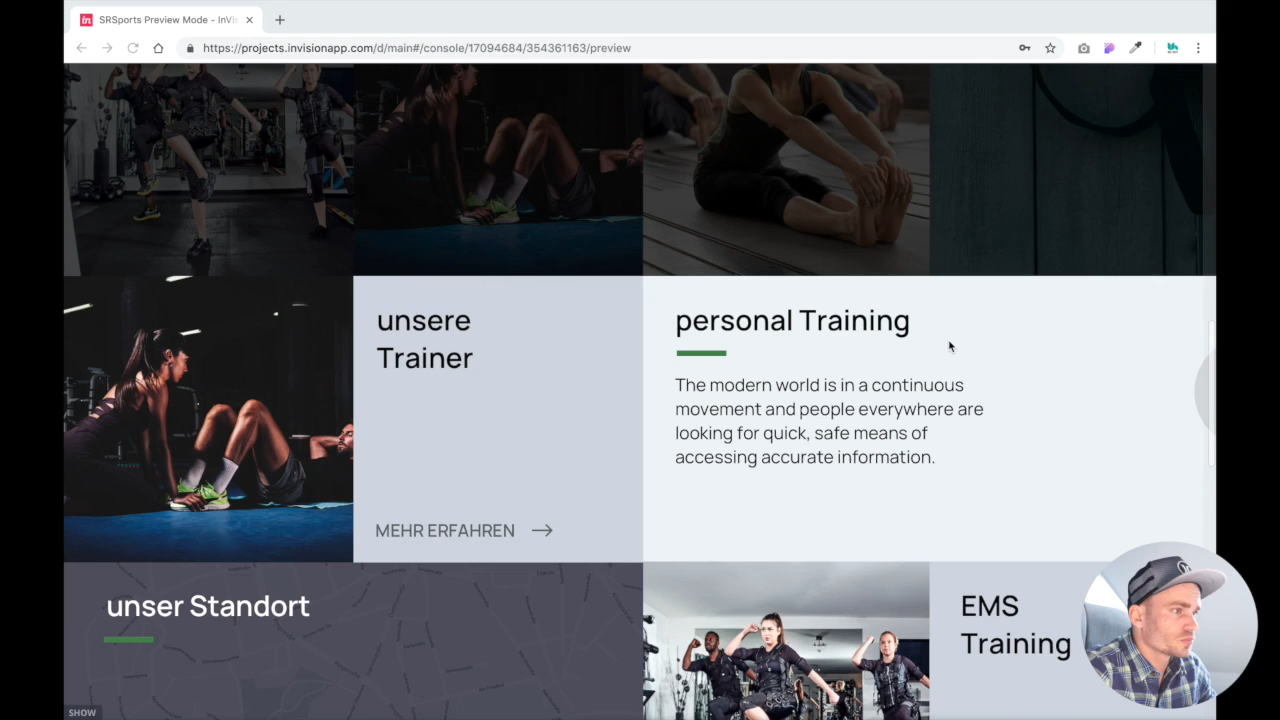 in SRSports Preview Mode - InVis
https://projects.invisionapp.com/d/main#/console/17094684/354361163/preview
unsere
Trainer
MEHR ERFAHREN
personal Training
The modern world is in a continuous
movement and people everywhere are
looking for quick, safe means of
accessing accurate information.
unser Standort
EMS
Training
SHOW